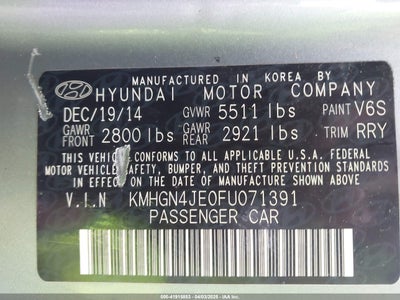 MANUFACTURED IN KOREA BY
HYUNDAI MOTOR COMPANY
DEC/19/14 GVWR 5511 lbs PAINT V6S
GAWR FRONT 2800 lbs GAWR REAR 2921 lbs TRIM RRY
THIS VEHICLE CONFORMS TO ALL APPLICABLE U.S.A. FEDERAL
MOTOR VEHICLE SAFETY, BUMPER, AND THEFT PREVENTION STANDARDS
IN EFFECT ON THE DATE OF MANUFACTURE SHOWN ABOVE.
V.I.N KMHGN4JE0FU071391
PASSENGER CAR